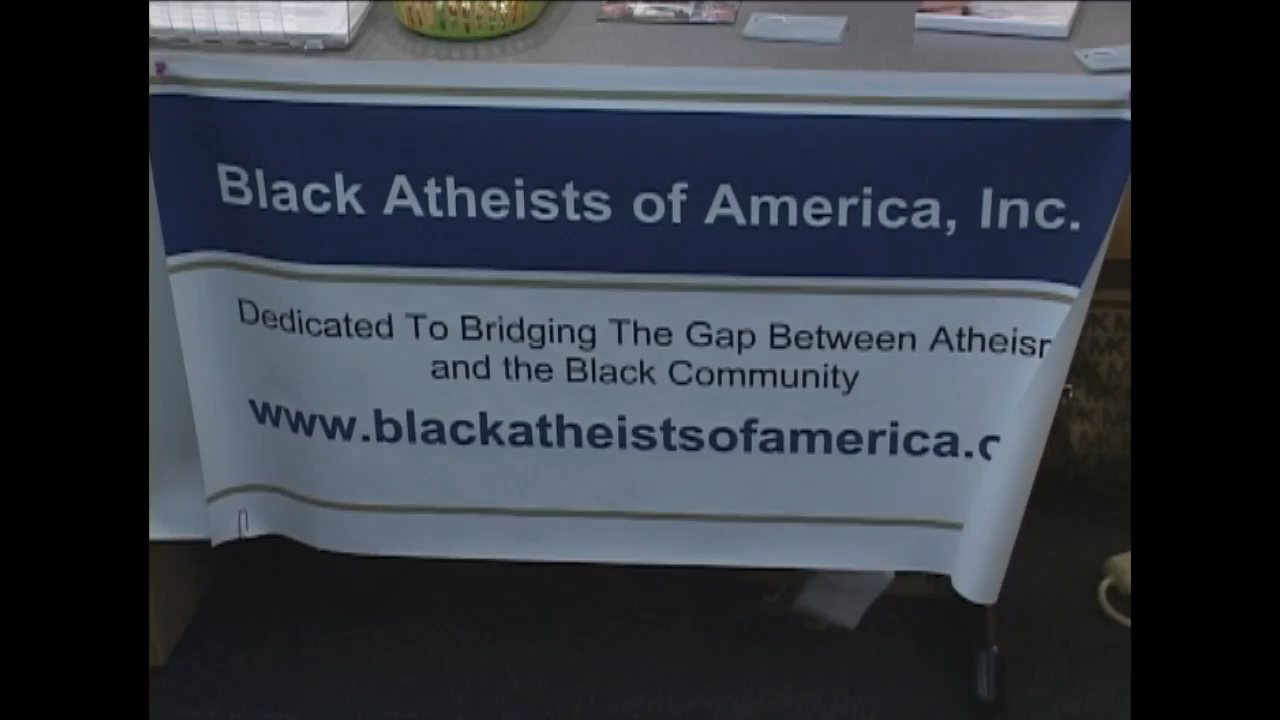 Black Atheists of America, Inc.
Dedicated To Bridging The Gap Between Atheisr
and the Black Community
www.blackatheistsofamerica.c